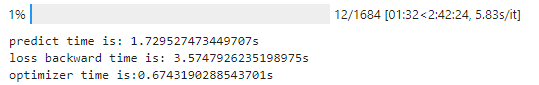 1% 12/1684 [01:32<2:42:24, 5.83s/it]
predict time is: 1.729527473449707s
loss backward time is: 3.5747926235198975s
optimizer time is:0.6743190288543701s